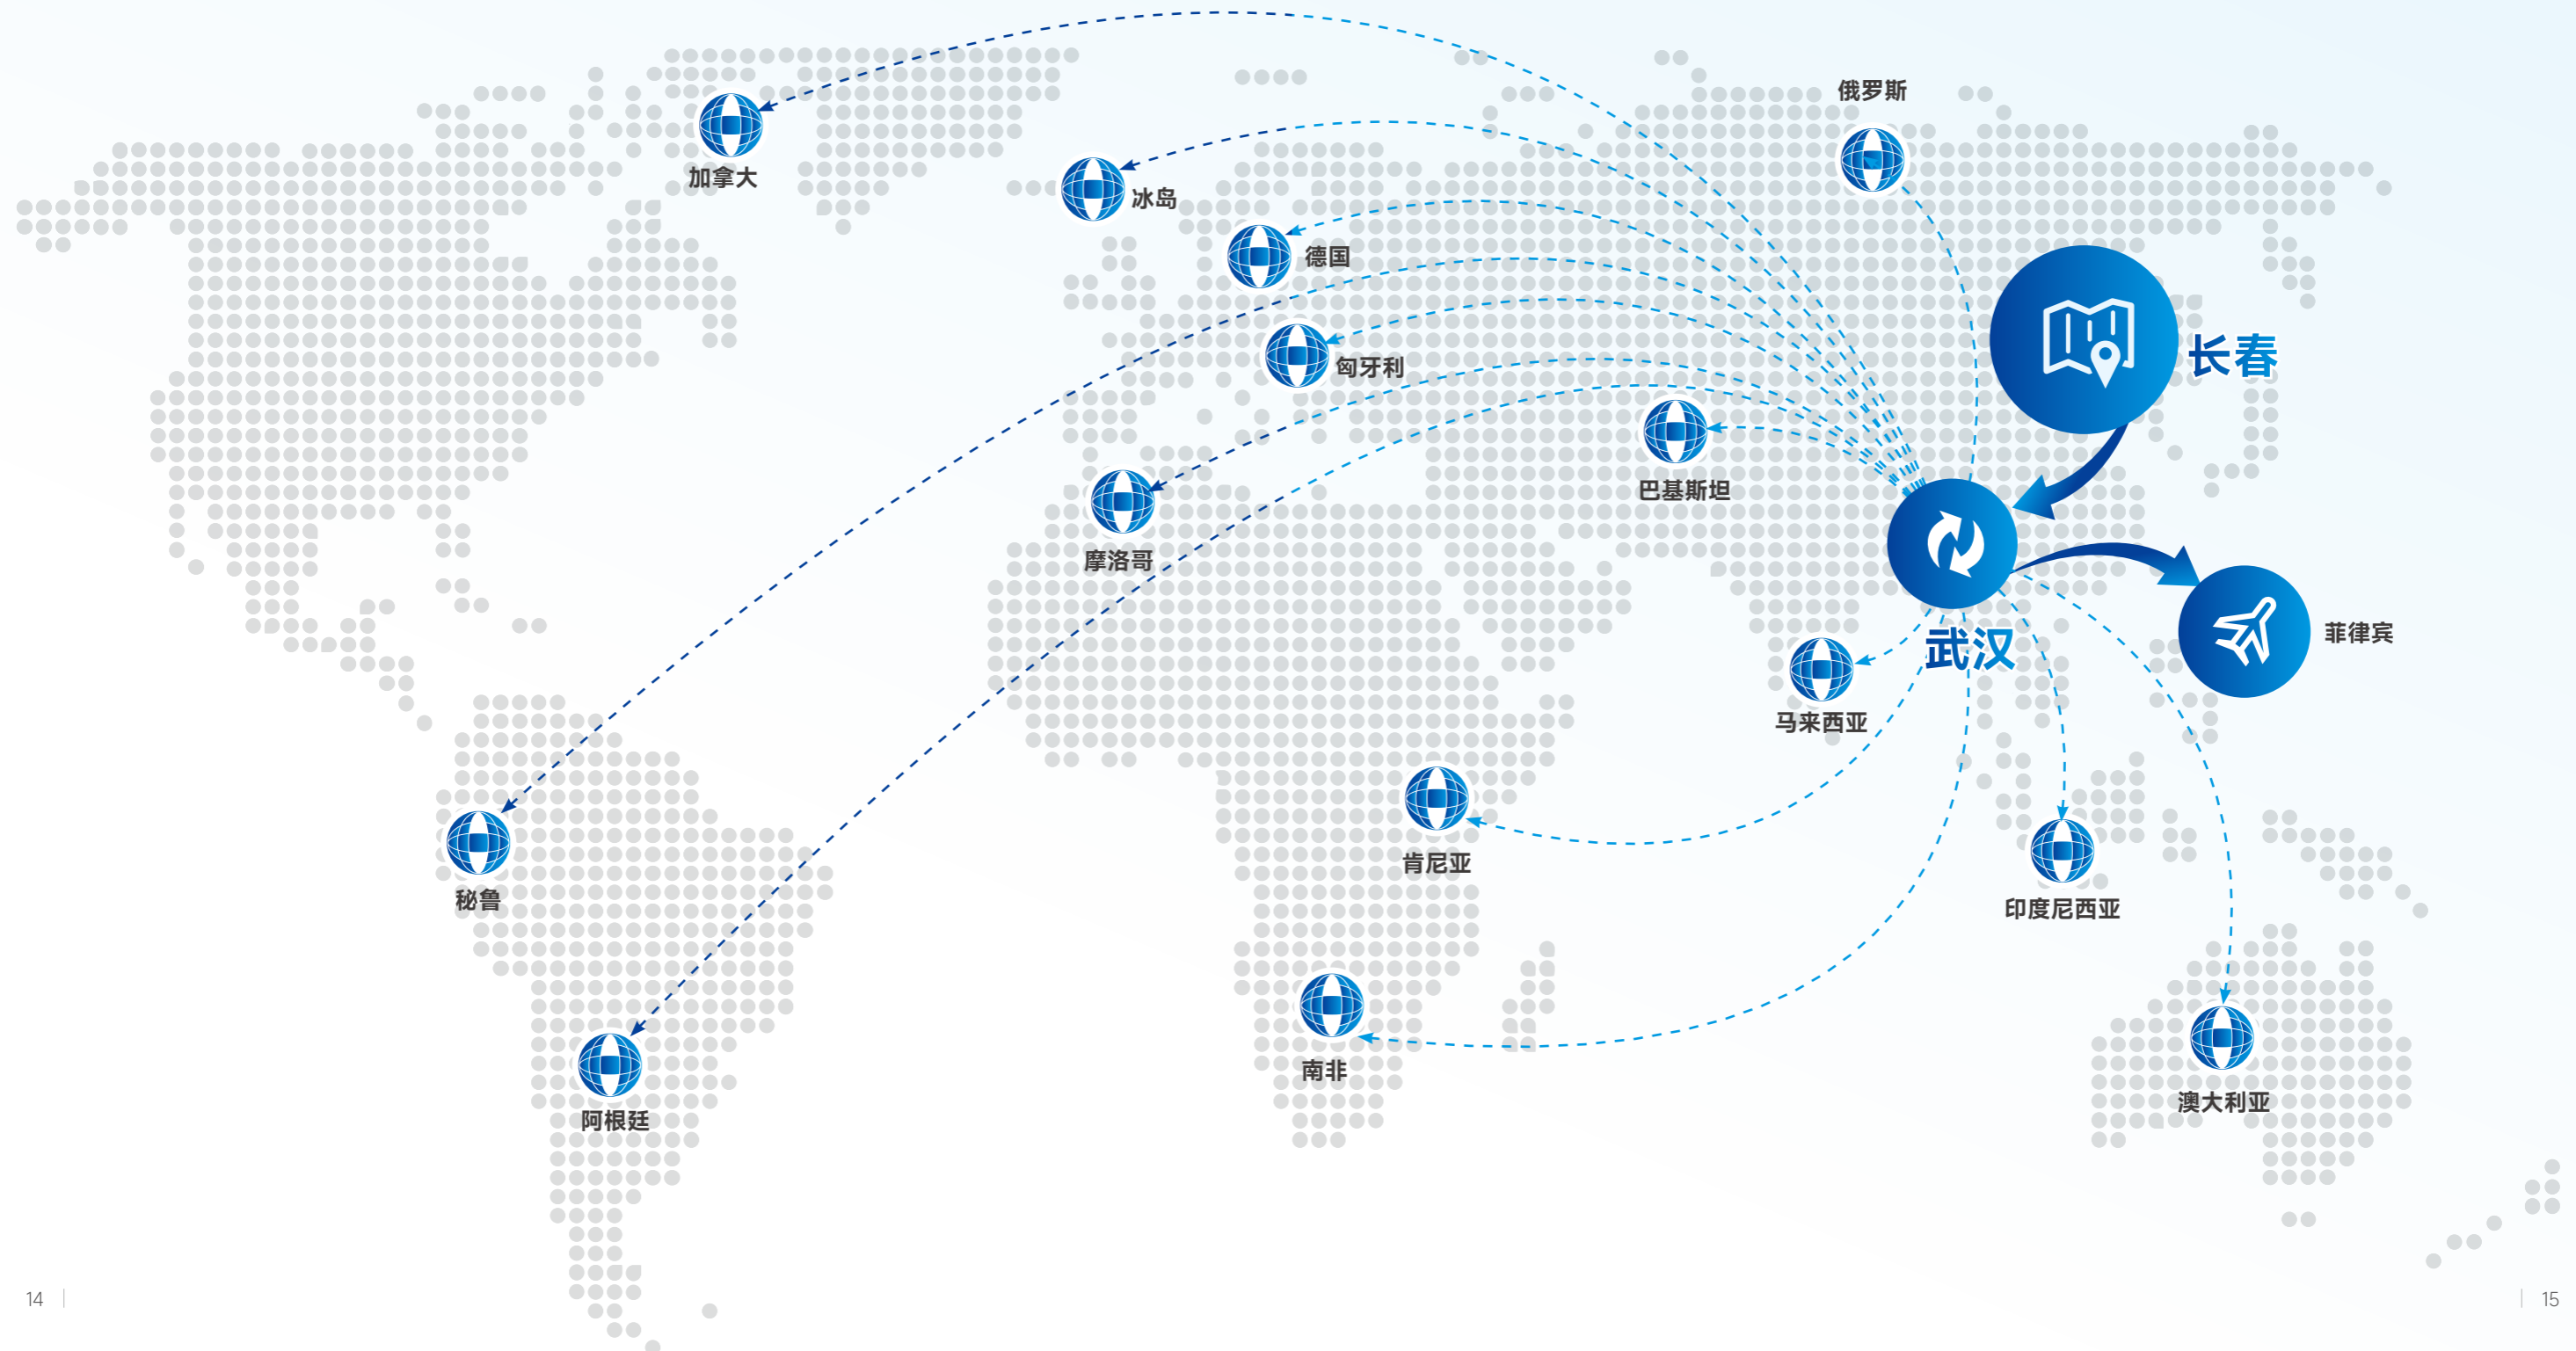 俄罗斯
加拿大
冰岛
德国
长春
匈牙利
巴基斯坦
摩洛哥
菲律宾
武汉
马来西亚
肯尼亚
秘鲁
印度尼西亚
南非
澳大利亚
阿根廷
14
15